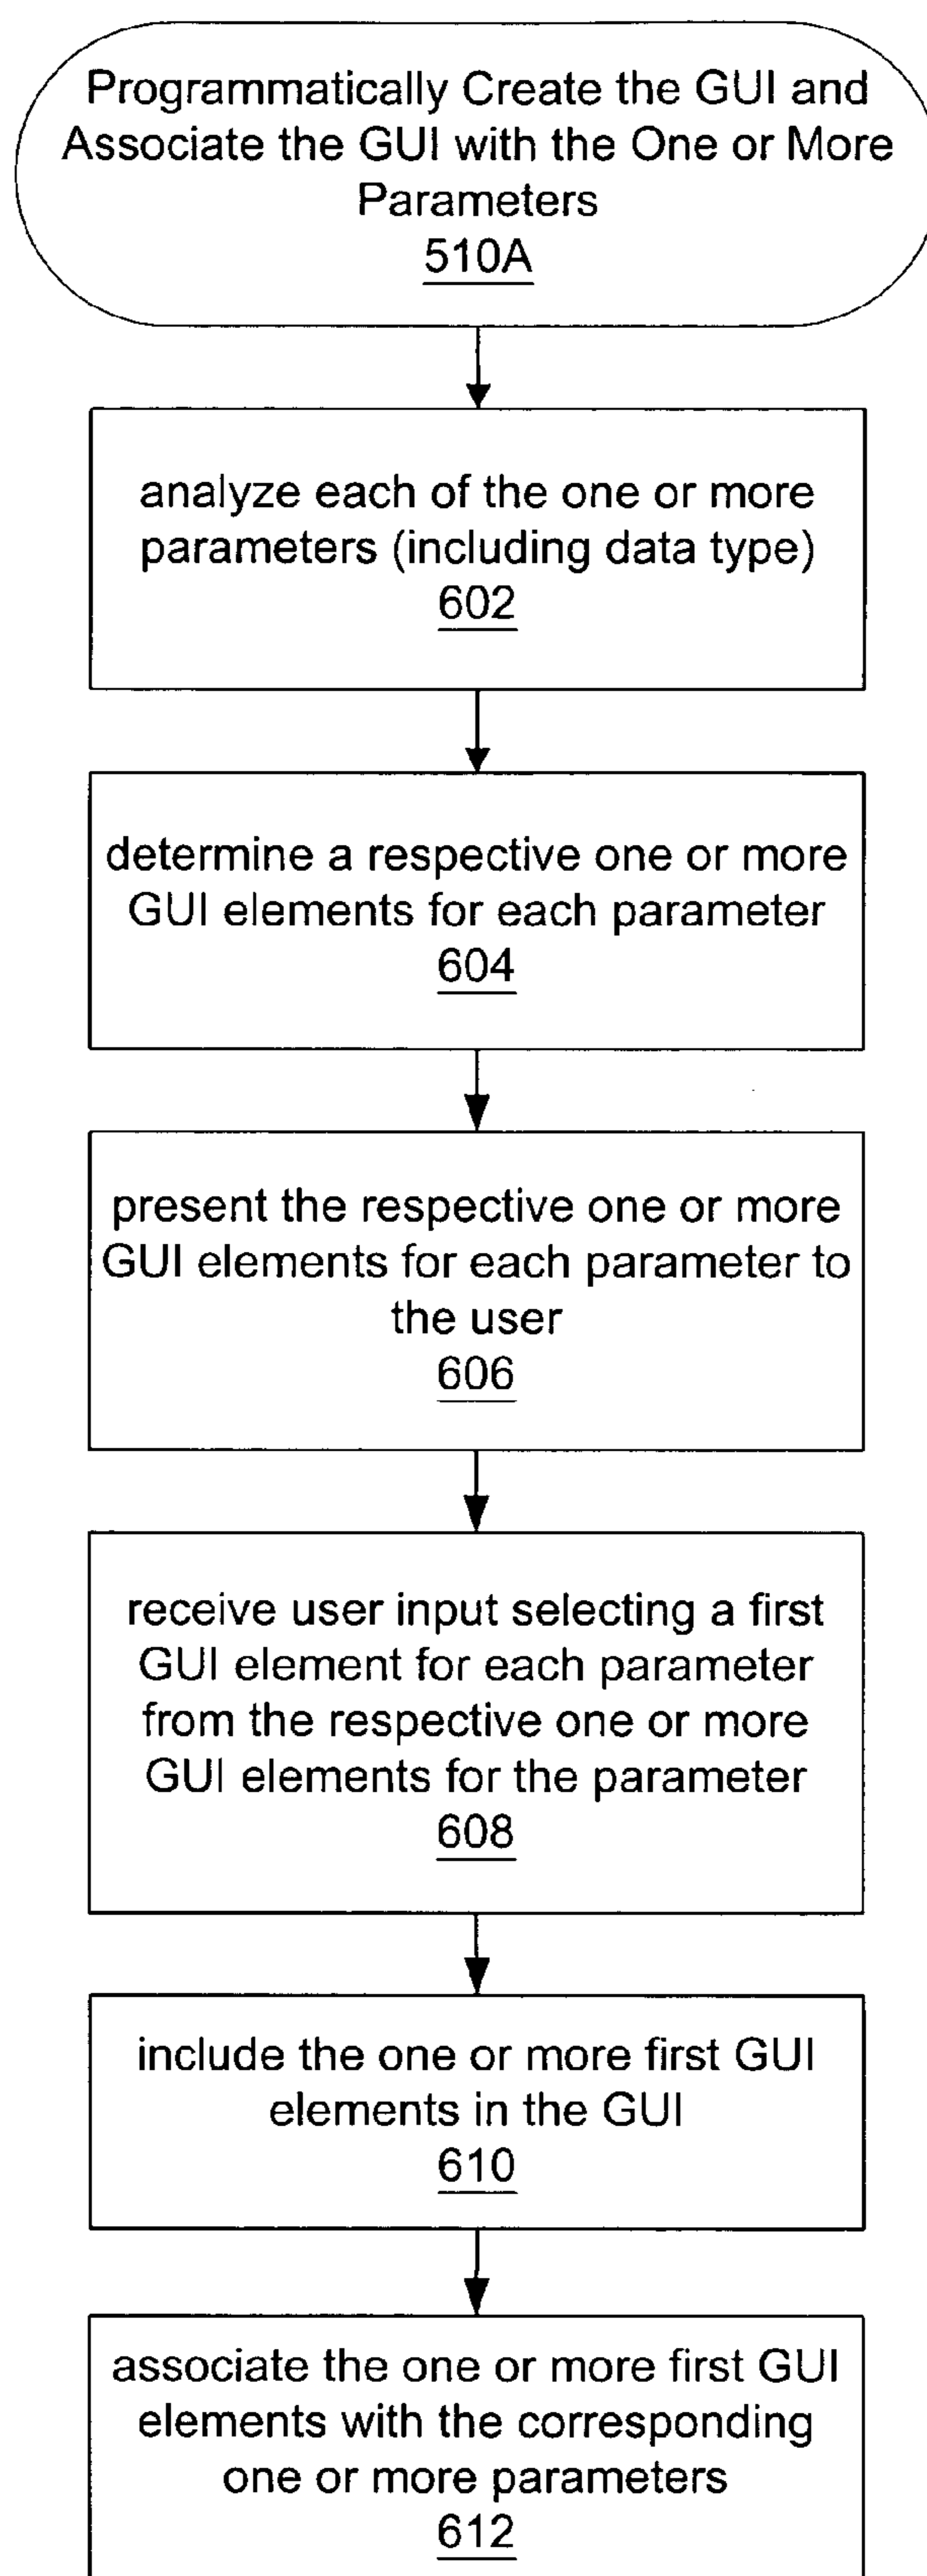 Programmatically Create the GUI and
Associate the GUI with the One or More
Parameters
510A
analyze each of the one or more
parameters (including data type)
602
determine a respective one or more
GUI elements for each parameter
604
present the respective one or more
GUI elements for each parameter to
the user
606
receive user input selecting a first
GUI element for each parameter
from the respective one or more
GUI elements for the parameter
608
include the one or more first GUI
elements in the GUI
610
associate the one or more first GUI
elements with the corresponding
one or more parameters
612